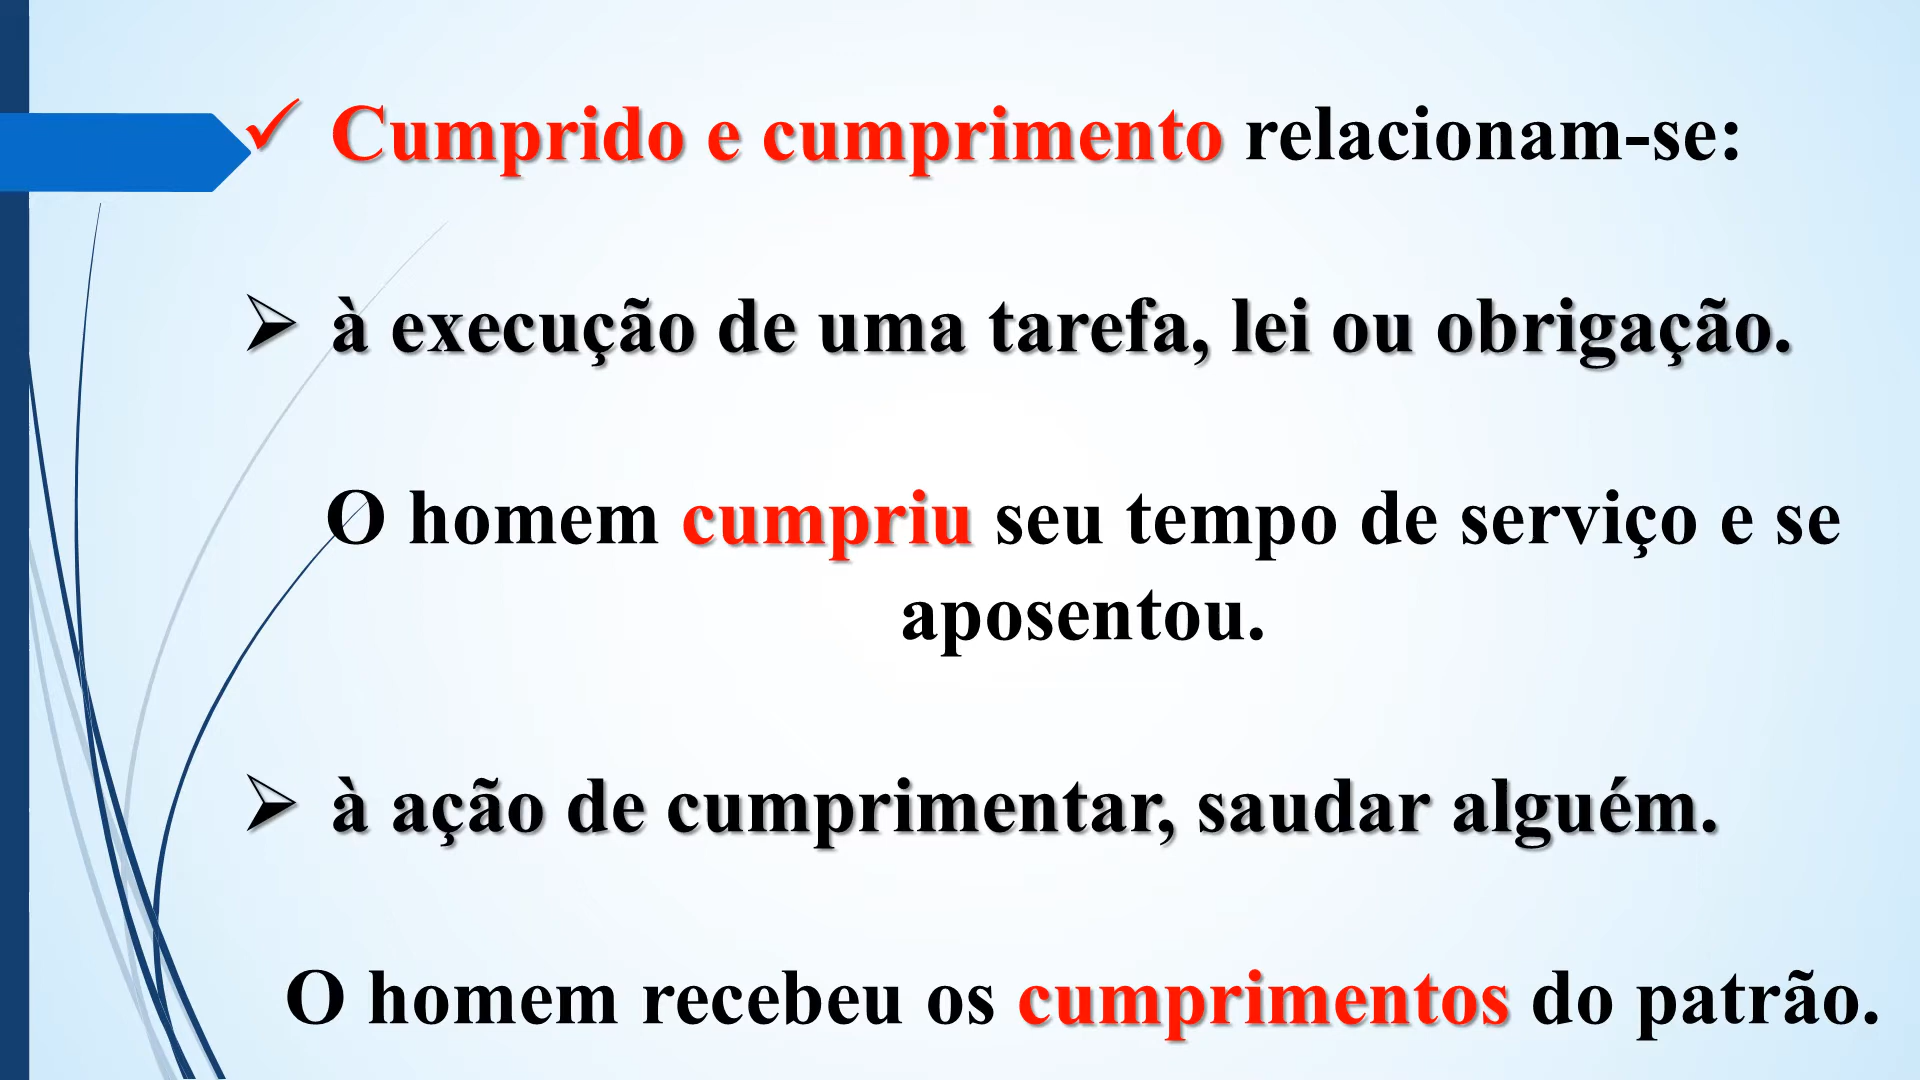 ✓ Cumprido e cumprimento relacionam-se:
➢ à execução de uma tarefa, lei ou obrigação.
O homem cumpriu seu tempo de serviço e se
aposentou.
➢ à ação de cumprimentar, saudar alguém.
O homem recebeu os cumprimentos do patrão.